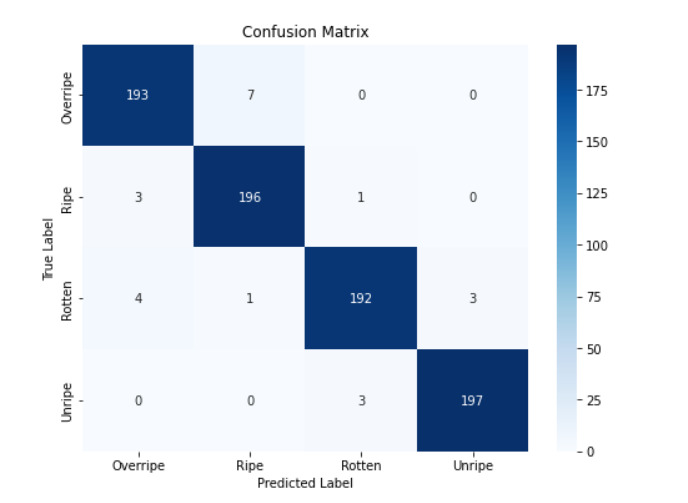 Confusion Matrix
Overripe 193 7 0 0
Ripe 3 196 1 0
Rotten 4 1 192 3
Unripe 0 0 3 197
Overripe Ripe Rotten Unripe
Predicted Label
True Label
175
150
125
100
75
50
25
0